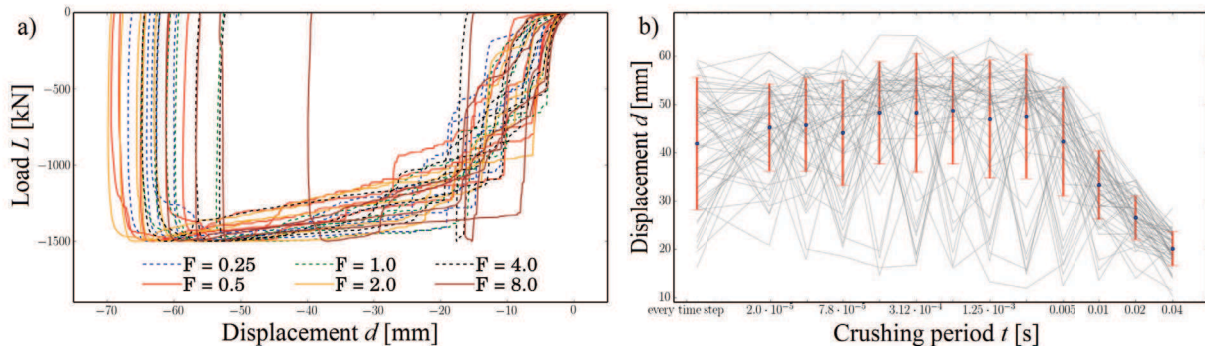 a)
Load L [kN]
0
−500
−1000
−1500
F = 0.25
F = 1.0
F = 4.0
F = 0.5
F = 2.0
F = 8.0
−70
−60
−50
−40
−30
−20
−10
0
Displacement d [mm]
b)
Displacement d [mm]
60
50
40
30
20
10
every time step
2.0 · 10⁻⁵
7.8 · 10⁻⁵
3.12 · 10⁻⁴
1.25 · 10⁻³
0.005
0.01
0.02
0.04
Crushing period t [s]